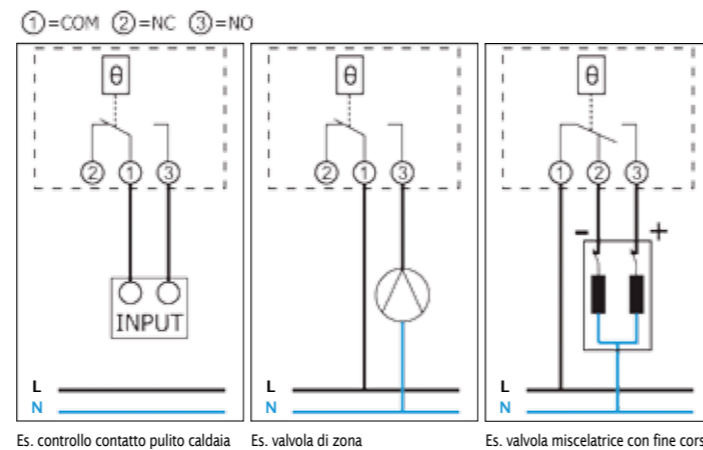 ①=COM ②=NC ③=NO
θ
θ
θ
② ① ③
② ① ③
① ② ③
- +
INPUT
L
N
L
N
L
N
Es. controllo contatto pulito caldaia
Es. valvola di zona
Es. valvola miscelatrice con fine cors